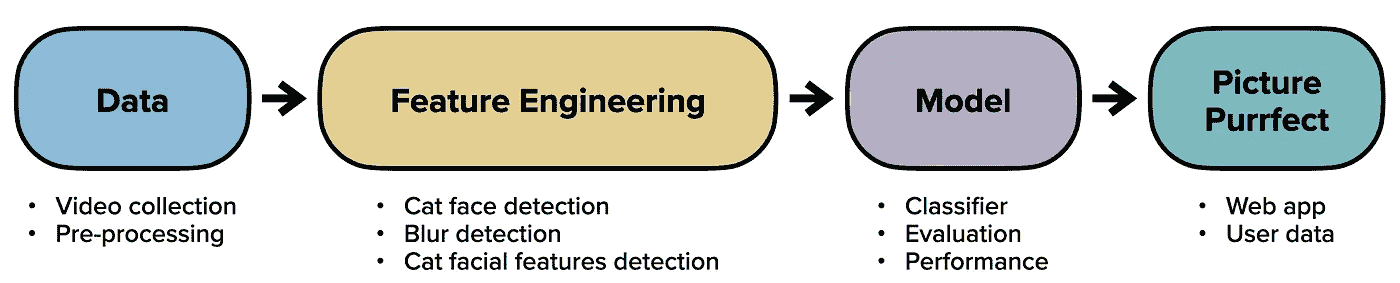 Data
Feature Engineering
Model
Picture
Purrfect
• Video collection
• Pre-processing
• Cat face detection
• Blur detection
• Cat facial features detection
• Classifier
• Evaluation
• Performance
• Web app
• User data